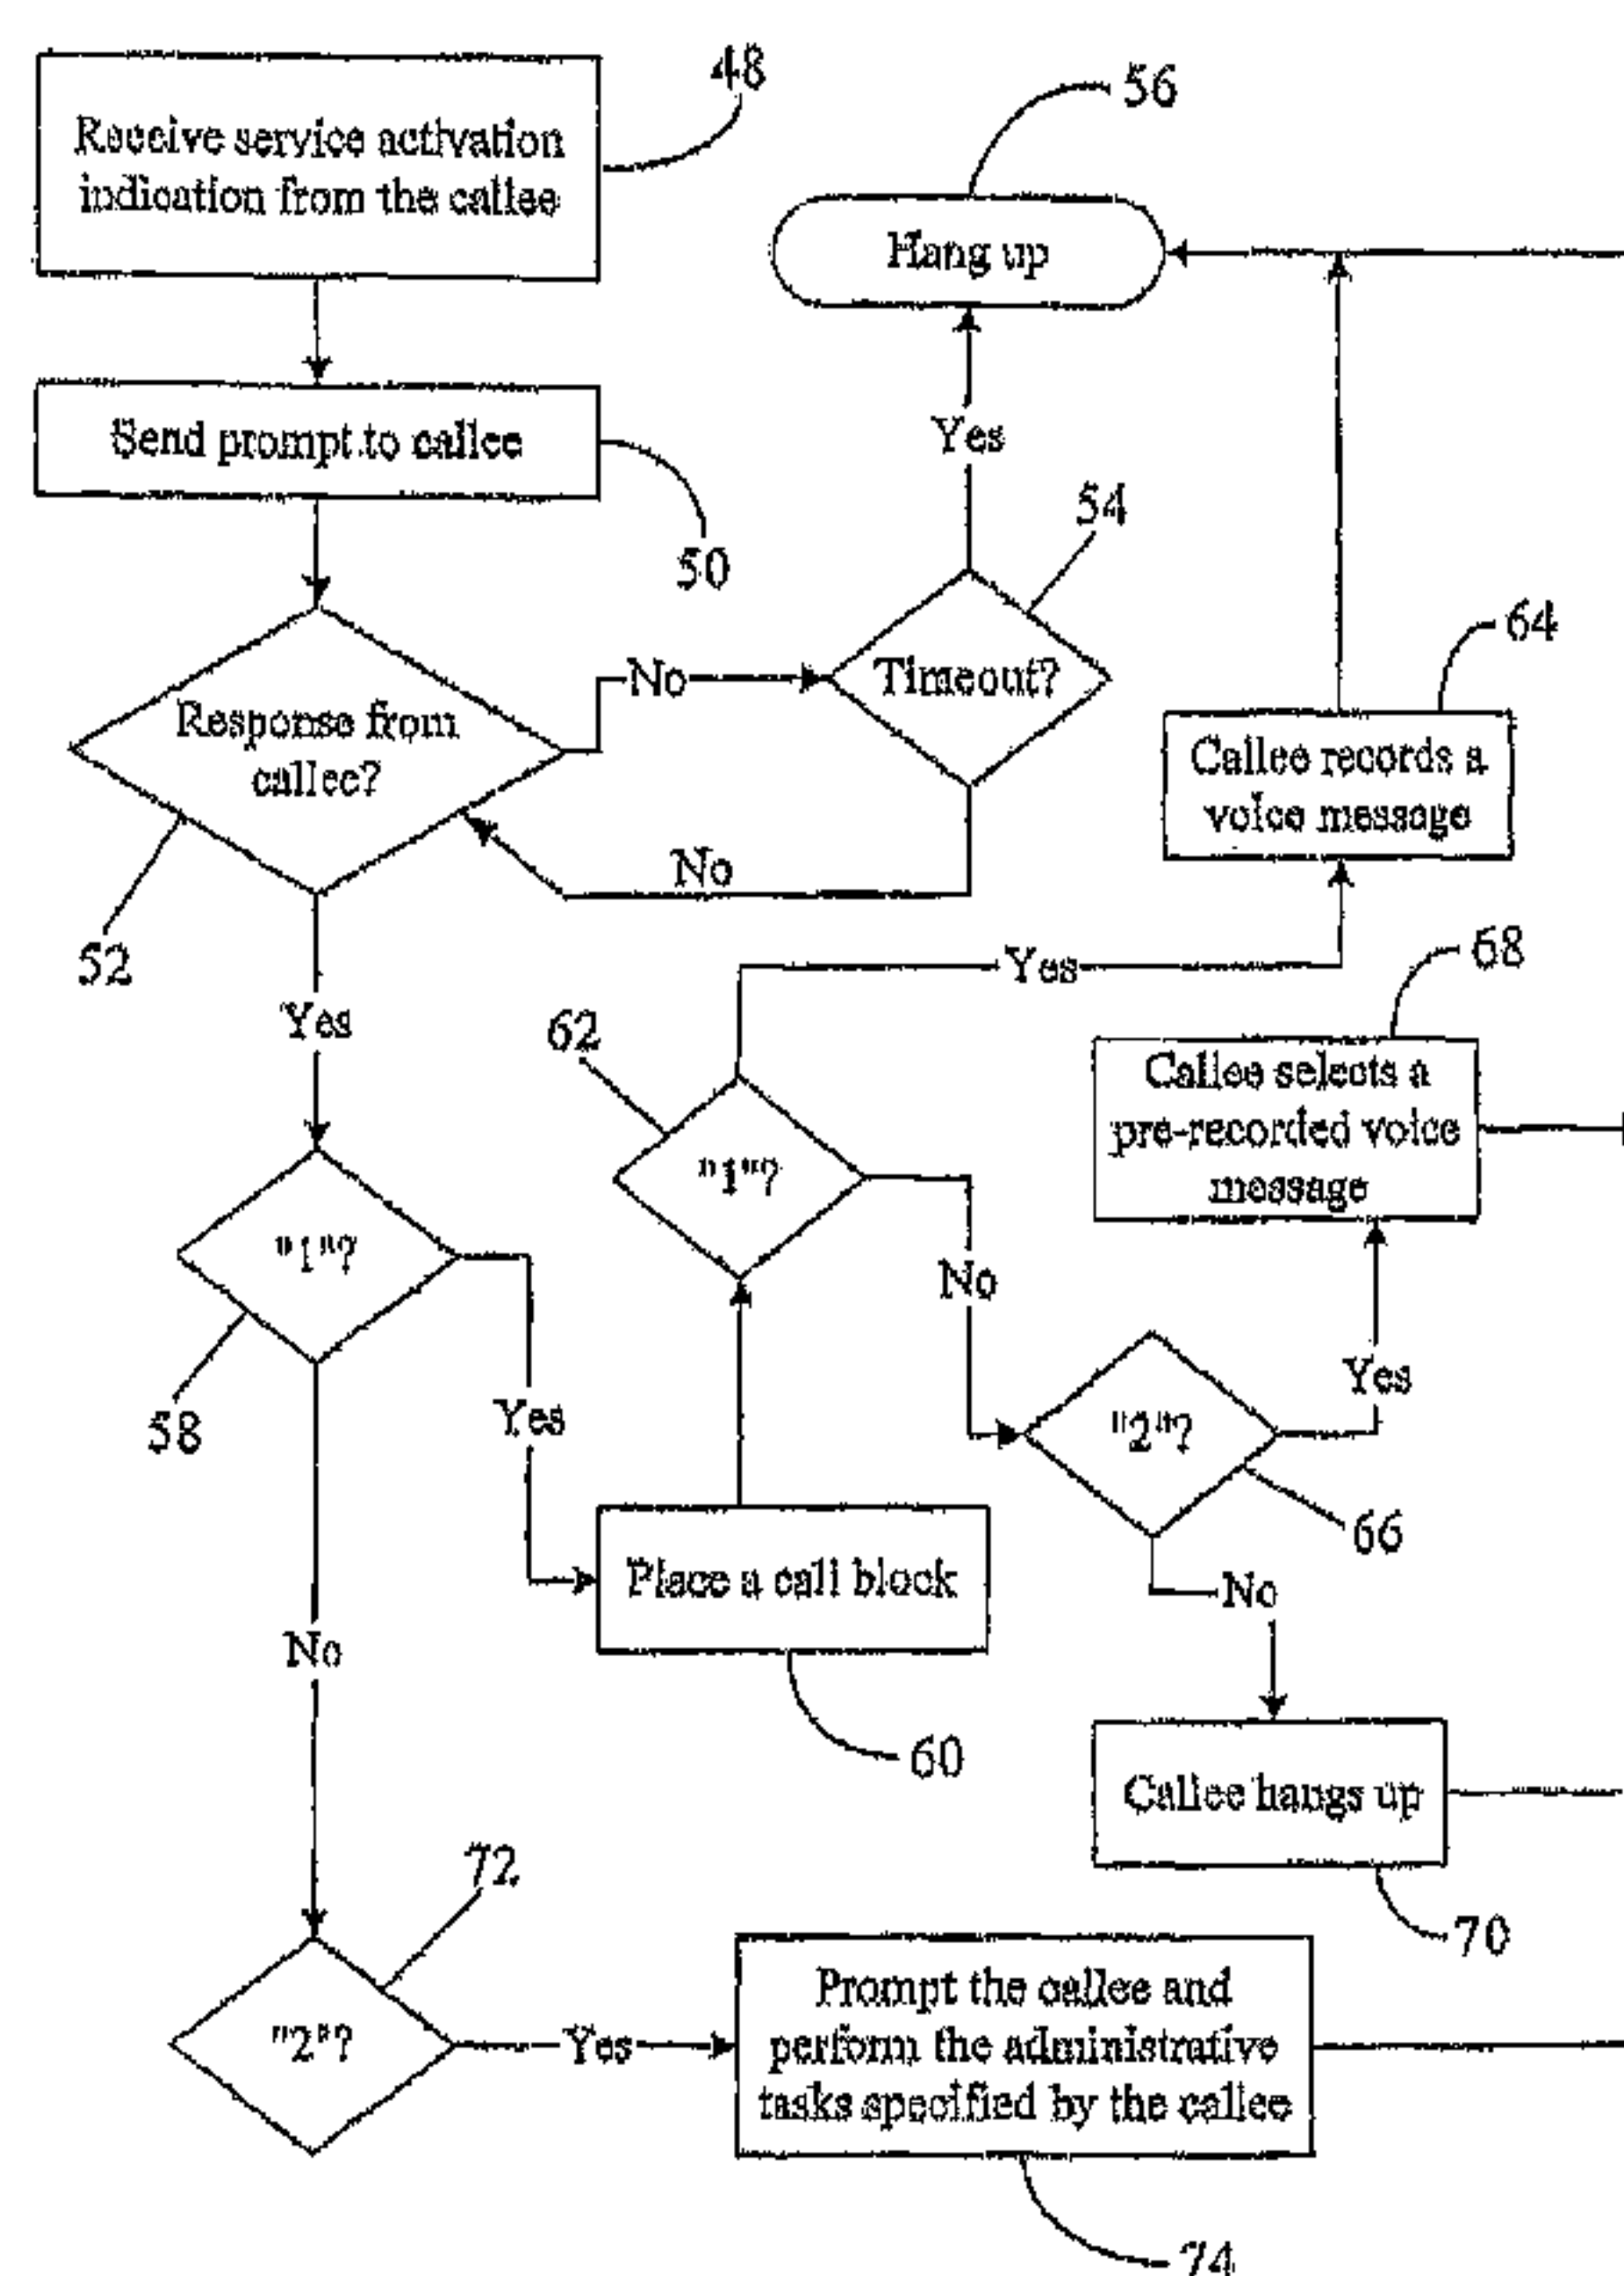 48
Receive service activation
indication from the callee
56
Hang up
Send prompt to callee
50
Yes
54
Timeout?
No
64
Callee records a
voice message
Response from
callee?
No
52
Yes
68
Yes
62
Callee selects a
pre-recorded voice
message
"1"?
"1"?
No
58
Yes
Yes
"2"?
66
Place a call block
No
No
60
Callee hangs up
72
70
"2"?
Yes
Prompt the callee and
perform the administrative
tasks specified by the callee
74